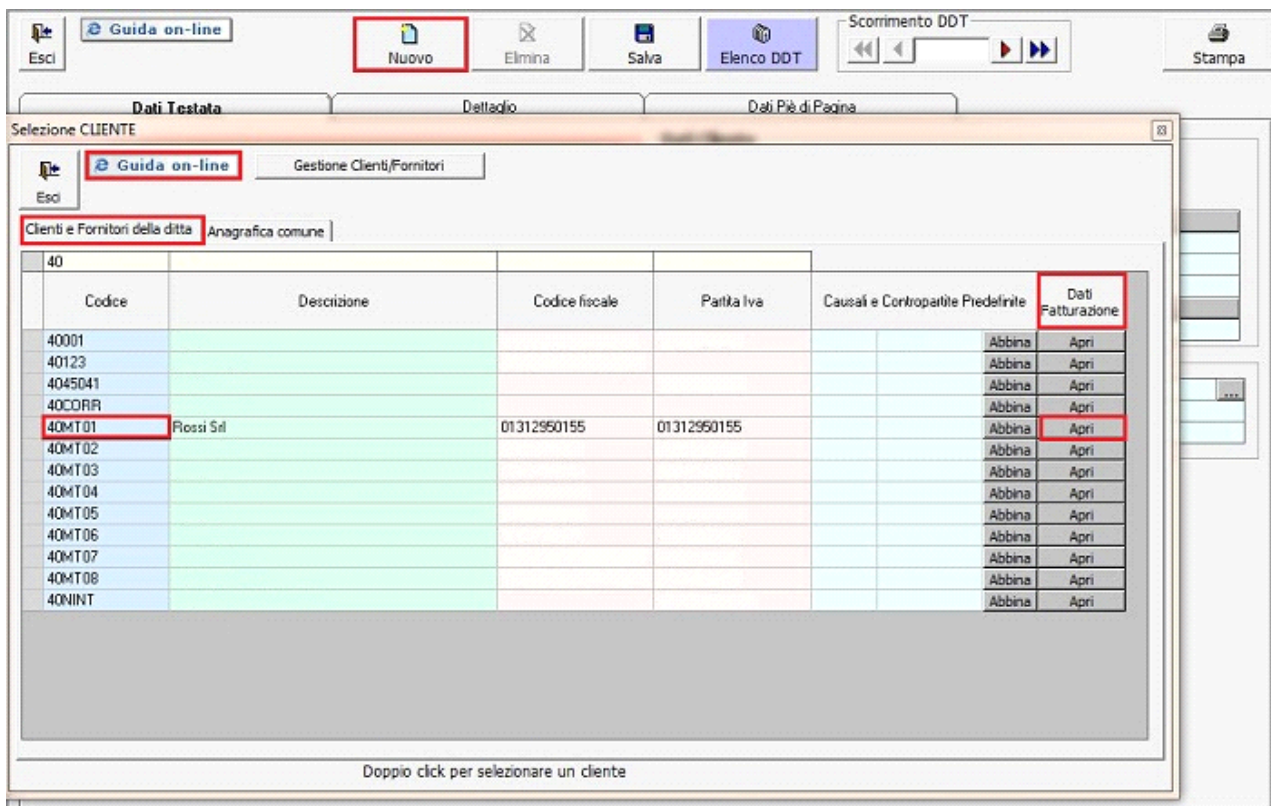 Scorrimento DDT
Guida on-line
Esci Nuovo Elimina Salva Elenco DDT Stampa
Dati Testata Dettaglio Dati Piè di Pagina
Selezione CLIENTE
Guida on-line Gestione Clienti/Fornitori
Esci
Clienti e Fornitori della ditta Anagrafica comune
40
Codice Descrizione Codice fiscale Partita Iva Causali e Contropartite Predefinite Dati Fatturazione
40001 Abbina Apri
40123 Abbina Apri
4045041 Abbina Apri
40CORR Abbina Apri
40MT01 Rossi Srl 01312950155 01312950155 Abbina Apri
40MT02 Abbina Apri
40MT03 Abbina Apri
40MT04 Abbina Apri
40MT05 Abbina Apri
40MT06 Abbina Apri
40MT07 Abbina Apri
40MT08 Abbina Apri
40NINT Abbina Apri
Doppio click per selezionare un cliente